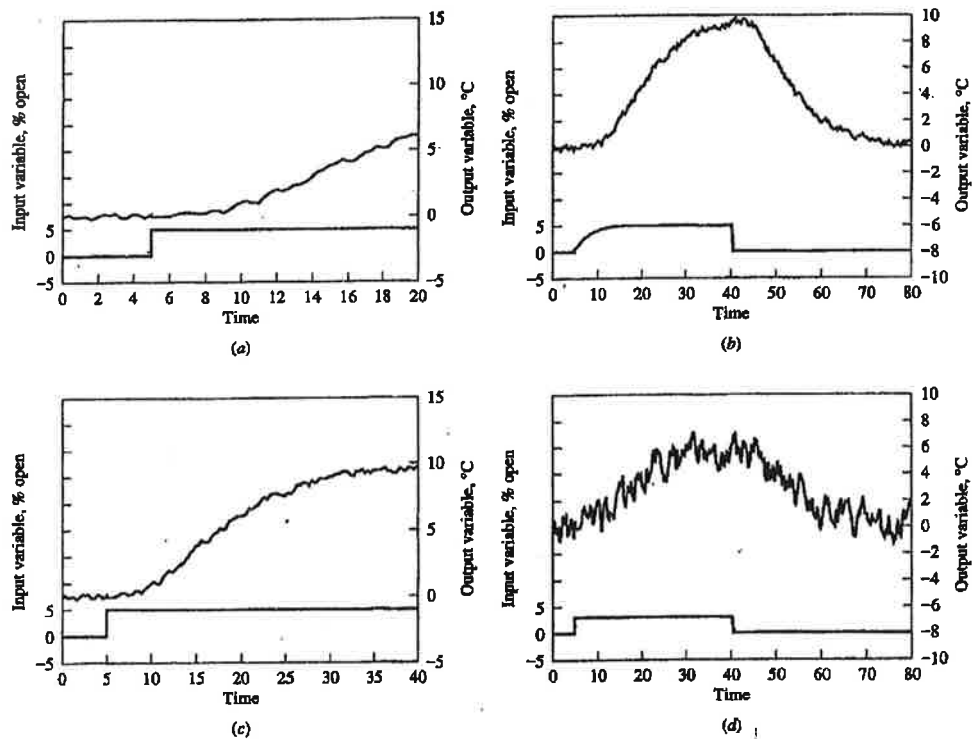 Input variable, % open
5
0
−5
15
10
5
0
−5
Output variable, °C
0 2 4 6 8 10 12 14 16 18 20
Time
(a)
Input variable, % open
5
0
−5
10
8
6
4
2
0
−2
−4
−6
−8
−10
Output variable, °C
0 10 20 30 40 50 60 70 80
Time
(b)
Input variable, % open
5
0
−5
15
10
5
0
−5
Output variable, °C
0 5 10 15 20 25 30 35 40
Time
(c)
Input variable, % open
5
0
−5
10
8
6
4
2
0
−2
−4
−6
−8
−10
Output variable, °C
0 10 20 30 40 50 60 70 80
Time
(d)